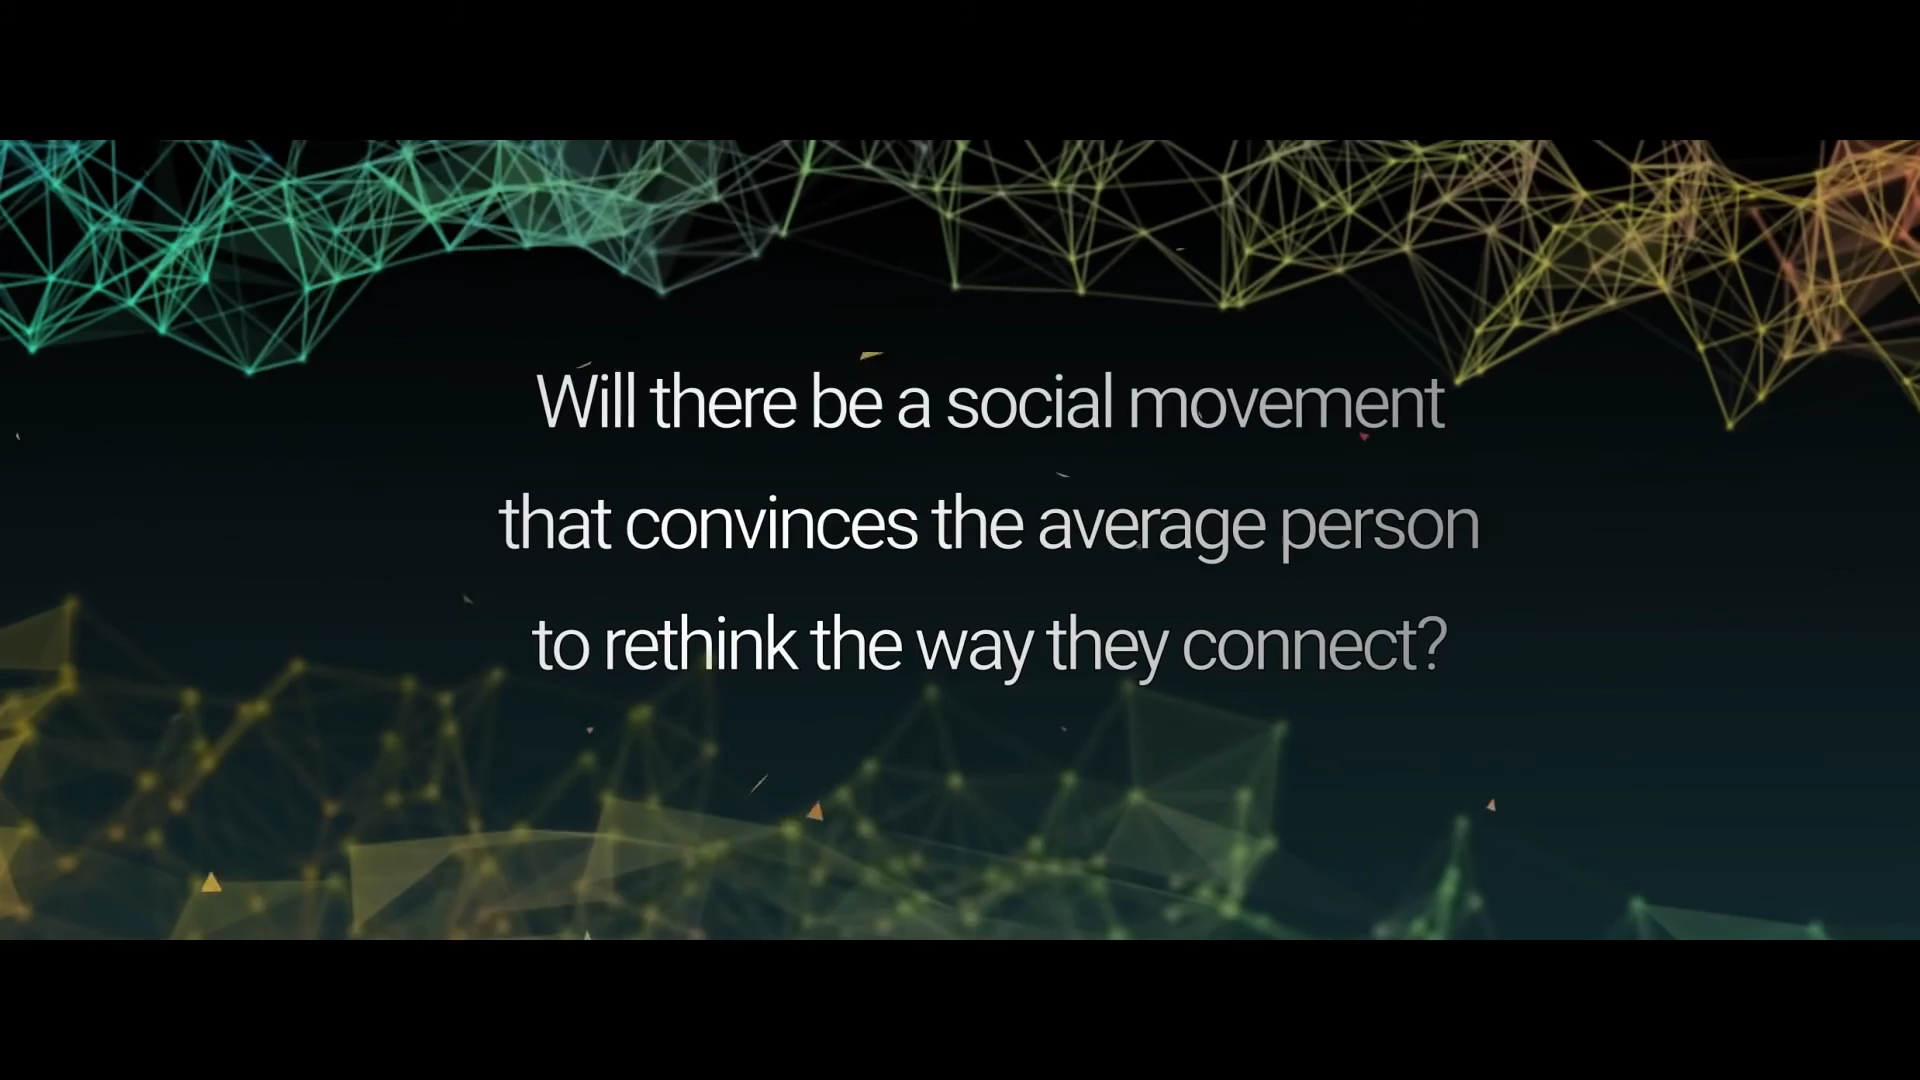 Will there be a social movement
that convinces the average person
to rethink the way they connect?